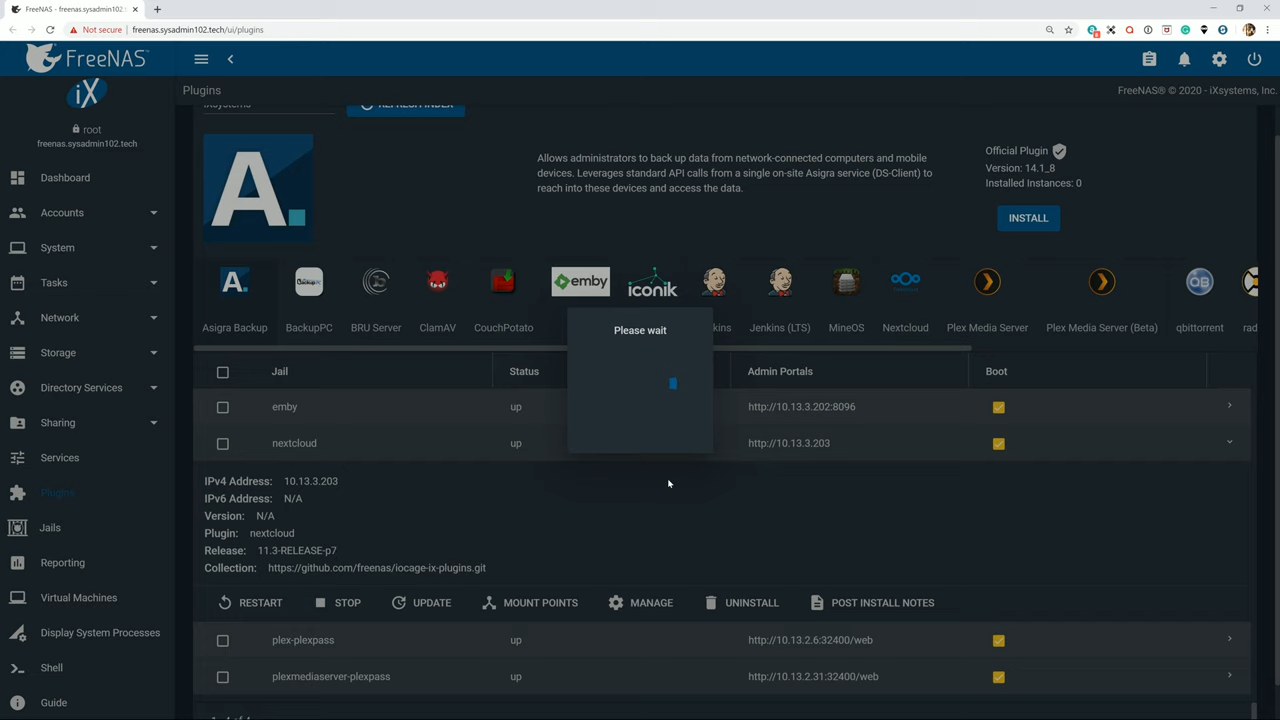 FreeNAS - freenas.sysadmin102.tech
Not secure
freenas.sysadmin102.tech/ui/plugins
FreeNAS
iX
root
freenas.sysadmin102.tech
Dashboard
Accounts
System
Tasks
Network
Storage
Directory Services
Sharing
Services
Plugins
Jails
Reporting
Virtual Machines
Display System Processes
Shell
Guide
Plugins
FreeNAS® © 2020 - iXsystems, Inc.
iXsystems
REFRESH INDEX
A.
Allows administrators to back up data from network-connected computers and mobile
devices. Leverages standard API calls from a single on-site Asigra service (DS-Client) to
reach into these devices and access the data.
Official Plugin
Version: 14.1_8
Installed Instances: 0
INSTALL
A.
emby
iconik
QB
Asigra Backup
BackupPC
BRU Server
ClamAV
CouchPotato
kins
Jenkins (LTS)
MineOS
Nextcloud
Plex Media Server
Plex Media Server (Beta)
qbittorrent
rad
Please wait
Jail Status Admin Portals Boot
emby up http://10.13.3.202:8096
nextcloud up http://10.13.3.203
IPv4 Address: 10.13.3.203
IPv6 Address: N/A
Version: N/A
Plugin: nextcloud
Release: 11.3-RELEASE-p7
Collection: https://github.com/freenas/iocage-ix-plugins.git
RESTART STOP UPDATE MOUNT POINTS MANAGE UNINSTALL POST INSTALL NOTES
plex-plexpass up http://10.13.2.6:32400/web
plexmediaserver-plexpass up http://10.13.2.31:32400/web